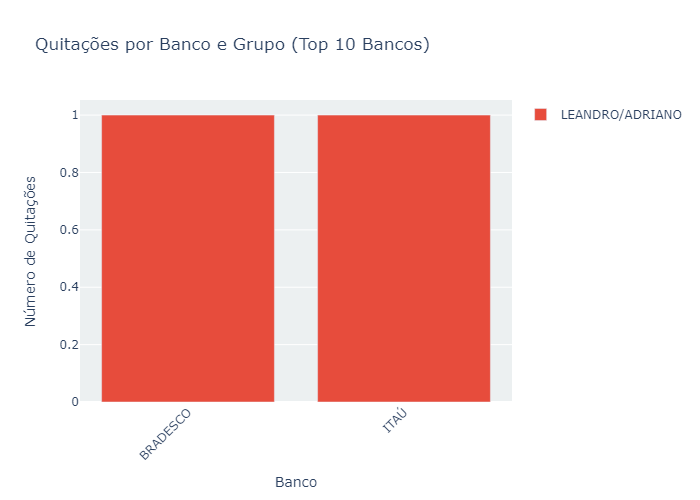 Quitações por Banco e Grupo (Top 10 Bancos)
LEANDRO/ADRIANO
Número de Quitações
1
0.8
0.6
0.4
0.2
0
BRADESCO
ITAÚ
Banco